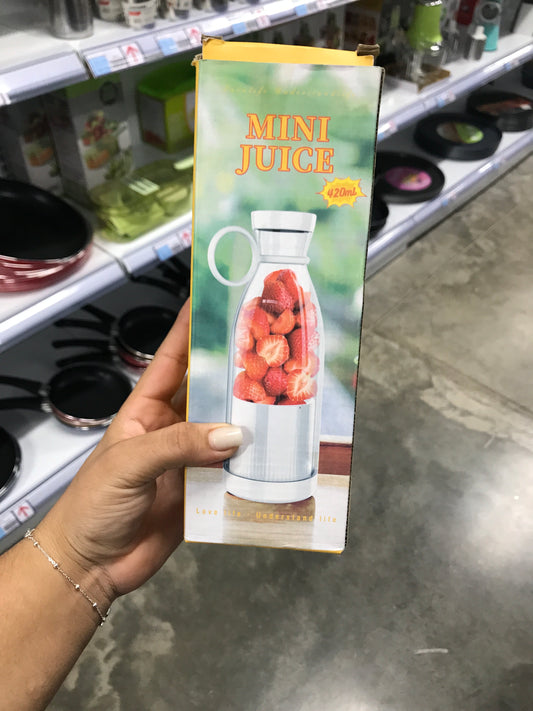 MINI
JUICE
420ml
Love life · Understand life